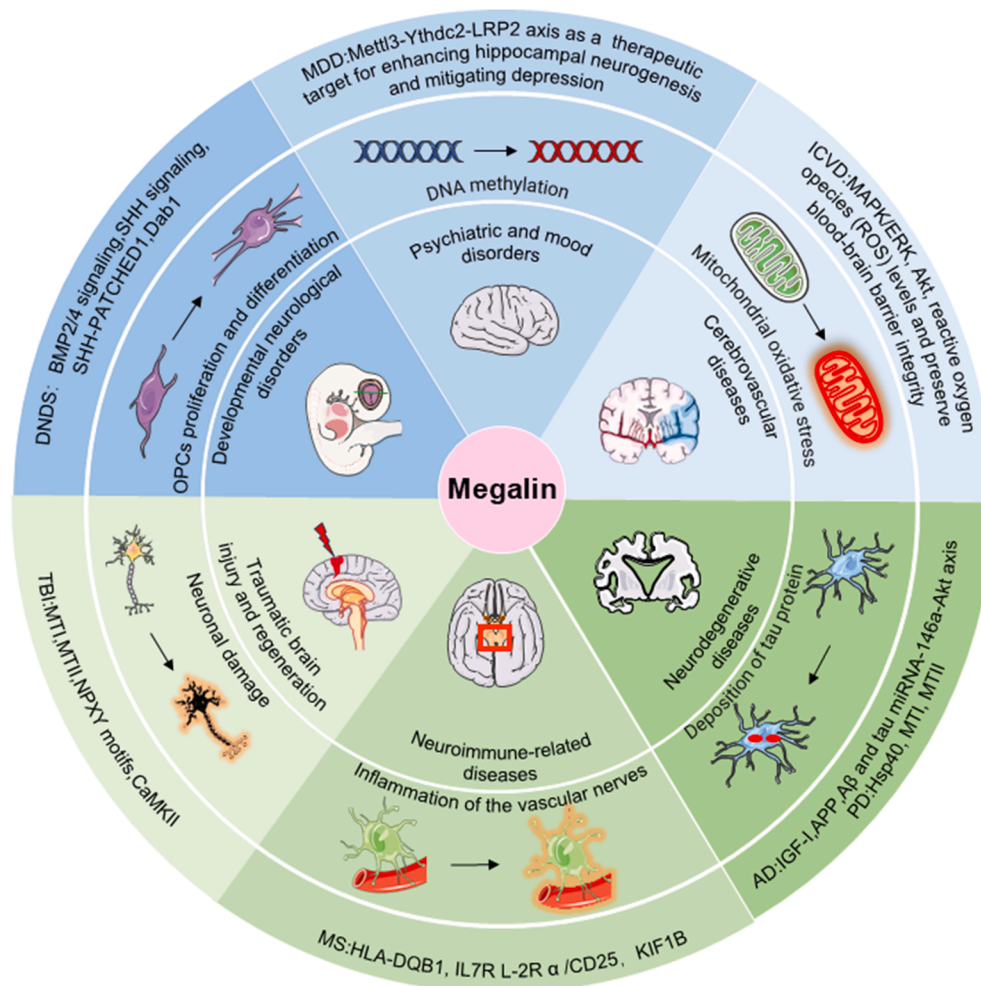 MDD:Mettl3-Ythdc2-LRP2 axis as a therapeutic
target for enhancing hippocampal neurogenesis
and mitigating depression
DNA methylation
Psychiatric and mood
disorders
ICVD:MAPK/ERK, Akt, reactive oxygen
opecies (ROS) levels and preserve
blood-brain barrier integrity
Mitochondrial oxidative stress
Cerebrovascular
diseases
AD:IGF-I,APP ,Aβ and tau miRNA-146a-Akt axis
PD:Hsp40, MTI, MTII
Deposition of tau protein
Neurodegenerative
diseases
Neuroimmune-related
diseases
Inflammation of the vascular nerves
MS:HLA-DQB1, IL7R L-2R α /CD25, KIF1B
Traumatic brain
injury and regeneration
Neuronal damage
TBI:MTI.MTII.NPXY motifs,CaMKII
DNDS: BMP2/4 signaling,SHH signaling,
SHH-PATCHED1,Dab1
OPCs proliferation and differentiation
Developmental neurological
disorders
Megalin